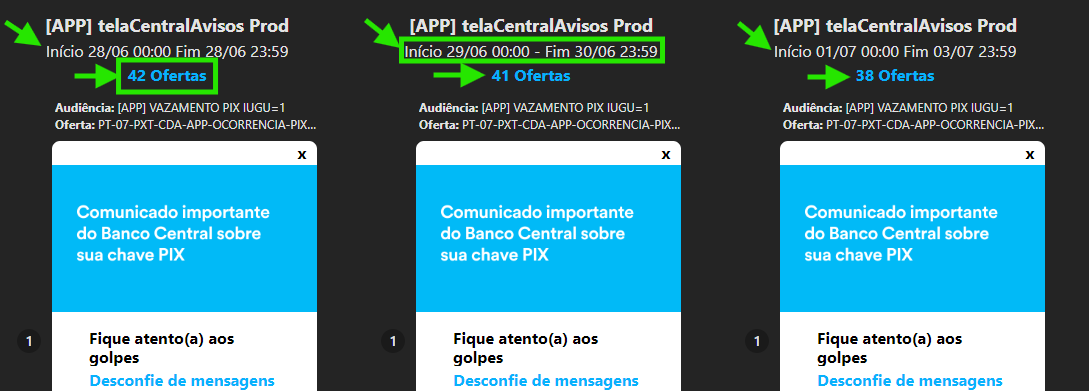 [APP] telaCentralAvisos Prod
Início 28/06 00:00 Fim 28/06 23:59
42 Ofertas
Audiência: [APP] VAZAMENTO PIX IUGU=1
Oferta: PT-07-PXT-CDA-APP-OCORRENCIA-PIX...
x
Comunicado importante
do Banco Central sobre
sua chave PIX
1
Fique atento(a) aos
golpes
Desconfie de mensagens
[APP] telaCentralAvisos Prod
Início 29/06 00:00 - Fim 30/06 23:59
41 Ofertas
Audiência: [APP] VAZAMENTO PIX IUGU=1
Oferta: PT-07-PXT-CDA-APP-OCORRENCIA-PIX...
x
Comunicado importante
do Banco Central sobre
sua chave PIX
1
Fique atento(a) aos
golpes
Desconfie de mensagens
[APP] telaCentralAvisos Prod
Início 01/07 00:00 Fim 03/07 23:59
38 Ofertas
Audiência: [APP] VAZAMENTO PIX IUGU=1
Oferta: PT-07-PXT-CDA-APP-OCORRENCIA-PIX...
x
Comunicado importante
do Banco Central sobre
sua chave PIX
1
Fique atento(a) aos
golpes
Desconfie de mensagens